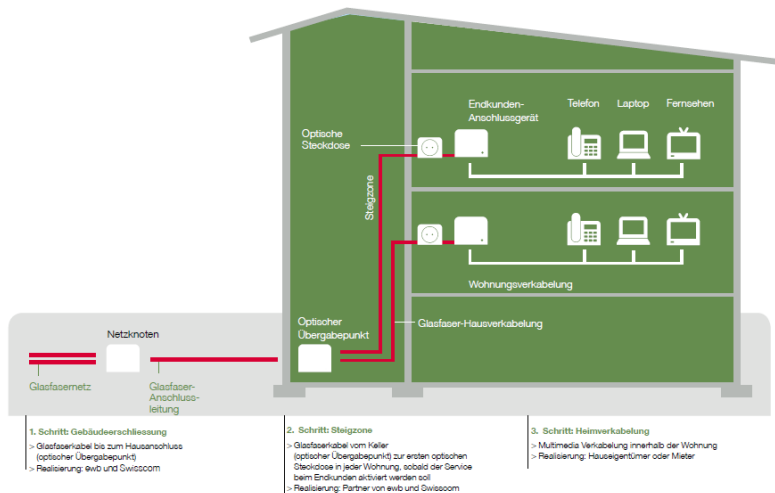 Endkunden-
Anschlussgerät
Telefon
Laptop
Fernsehen
Optische
Steckdose
Steigzone
Wohnungsverkabelung
Optischer
Übergabepunkt
Glasfaser-Hausverkabelung
Netzknoten
Glasfasernetz
Glasfaser-
Anschluss-
leitung
1. Schritt: Gebäudeerschliessung
> Glasfaserkabel bis zum Hausanschluss
(optischer Übergabepunkt)
> Realisierung: ewb und Swisscom
2. Schritt: Steigzone
> Glasfaserkabel vom Keller
(optischer Übergabepunkt) zur ersten optischen
Steckdose in jeder Wohnung, sobald der Service
beim Endkunden aktiviert werden soll
> Realisierung: Partner von ewb und Swisscom
3. Schritt: Heimverkabelung
> Multimedia Verkabelung innerhalb der Wohnung
> Realisierung: Hauseigentümer oder Mieter